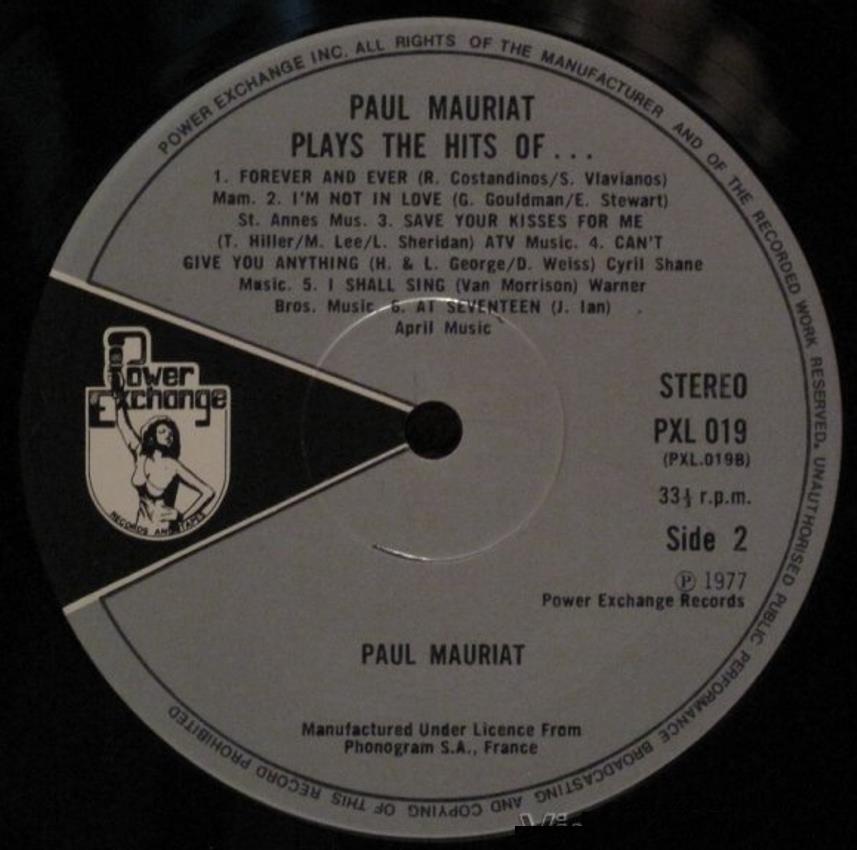 POWER EXCHANGE INC. ALL RIGHTS OF THE MANUFACTURER AND OF THE RECORDED WORK RESERVED. UNAUTHORISED PUBLIC PERFORMANCE BROADCASTING AND COPYING OF THIS RECORD PROHIBITED
PAUL MAURIAT
PLAYS THE HITS OF...
1. FOREVER AND EVER (R. Costandinos/S. Vlavianos)
Mam. 2. I'M NOT IN LOVE (G. Gouldman/E. Stewart)
St. Annes Mus. 3. SAVE YOUR KISSES FOR ME
(T. Hiller/M. Lee/L. Sheridan) ATV Music. 4. CAN'T
GIVE YOU ANYTHING (H. & L. George/D. Weiss) Cyril Shane
Music. 5. I SHALL SING (Van Morrison) Warner
Bros. Music. 6. AT SEVENTEEN (J. Ian)
April Music
Power
Exchange
RECORDS AND TAPES
STEREO
PXL 019
(PXL.019B)
33⅓ r.p.m.
Side 2
℗ 1977
Power Exchange Records
PAUL MAURIAT
Manufactured Under Licence From
Phonogram S.A., France